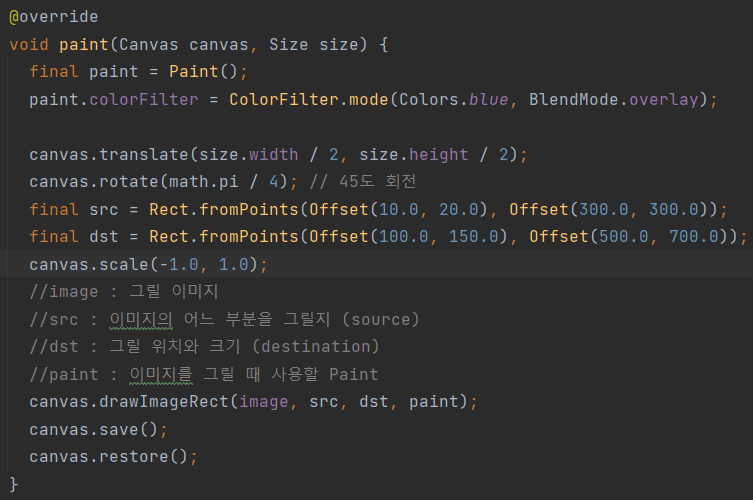 @override
void paint(Canvas canvas, Size size) {
  final paint = Paint();
  paint.colorFilter = ColorFilter.mode(Colors.blue, BlendMode.overlay);

  canvas.translate(size.width / 2, size.height / 2);
  canvas.rotate(math.pi / 4); // 45도 회전
  final src = Rect.fromPoints(Offset(10.0, 20.0), Offset(300.0, 300.0));
  final dst = Rect.fromPoints(Offset(100.0, 150.0), Offset(500.0, 700.0));
  canvas.scale(-1.0, 1.0);
  //image : 그릴 이미지
  //src : 이미지의 어느 부분을 그릴지 (source)
  //dst : 그릴 위치와 크기 (destination)
  //paint : 이미지를 그릴 때 사용할 Paint
  canvas.drawImageRect(image, src, dst, paint);
  canvas.save();
  canvas.restore();
}